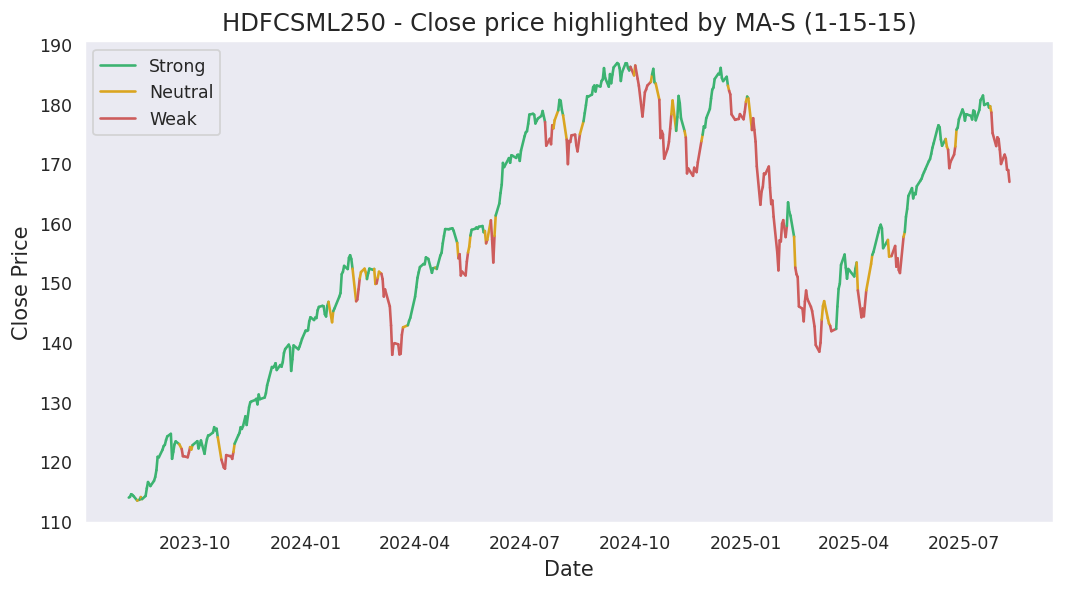 HDFCSML250 - Close price highlighted by MA-S (1-15-15)
Strong
Neutral
Weak
Close Price
190
180
170
160
150
140
130
120
110
2023-10 2024-01 2024-04 2024-07 2024-10 2025-01 2025-04 2025-07
Date